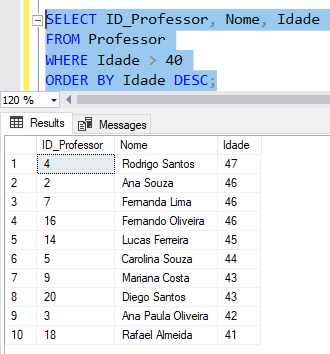 SELECT ID_Professor, Nome, Idade
FROM Professor
WHERE Idade > 40
ORDER BY Idade DESC;
120 %
Results Messages
ID_Professor Nome Idade
1 4 Rodrigo Santos 47
2 2 Ana Souza 46
3 7 Fernanda Lima 46
4 16 Fernando Oliveira 46
5 14 Lucas Ferreira 45
6 5 Carolina Souza 44
7 9 Mariana Costa 43
8 20 Diego Santos 43
9 3 Ana Paula Oliveira 42
10 18 Rafael Almeida 41